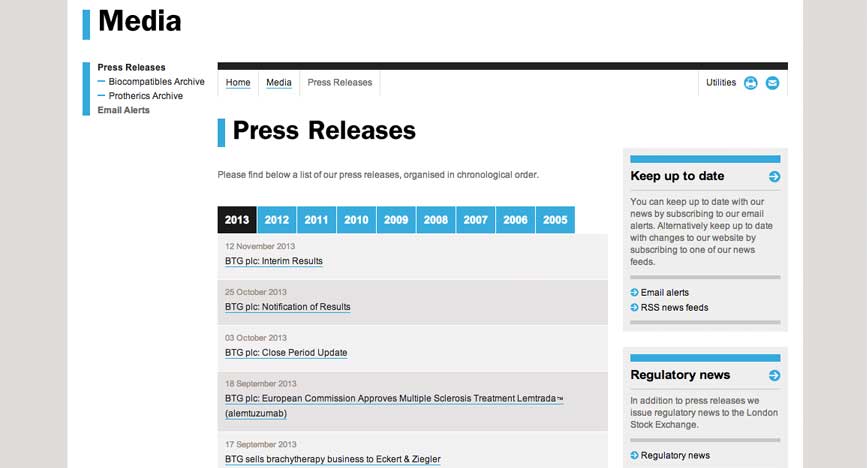 Media
Press Releases
Biocompatibles Archive
Protherics Archive
Email Alerts
Home Media Press Releases
Utilities
Press Releases
Please find below a list of our press releases, organised in chronological order.
2013 2012 2011 2010 2009 2008 2007 2006 2005
12 November 2013
BTG plc: Interim Results
25 October 2013
BTG plc: Notification of Results
03 October 2013
BTG plc: Close Period Update
18 September 2013
BTG plc: European Commission Approves Multiple Sclerosis Treatment Lemtrada™
(alemtuzumab)
17 September 2013
BTG sells brachytherapy business to Eckert & Ziegler
Keep up to date
You can keep up to date with our
news by subscribing to our email
alerts. Alternatively keep up to date
with changes to our website by
subscribing to one of our news
feeds.
Email alerts
RSS news feeds
Regulatory news
In addition to press releases we
issue regulatory news to the London
Stock Exchange.
Regulatory news